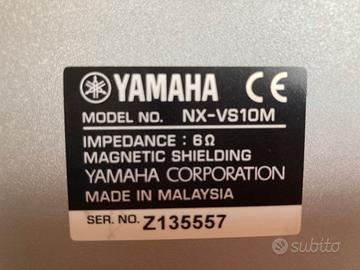 YAMAHA CE
MODEL NO. NX-VS10M
IMPEDANCE : 6Ω
MAGNETIC SHIELDING
YAMAHA CORPORATION
MADE IN MALAYSIA
SER. NO. Z135557
subito